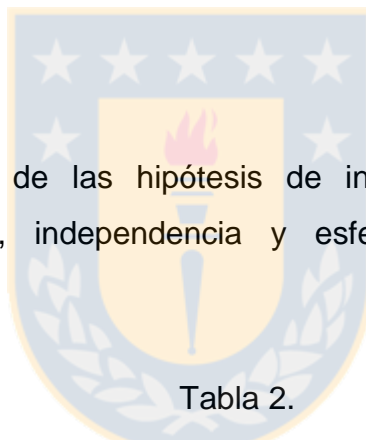 de las hipótesis de in
, independencia y esfe
Tabla 2.